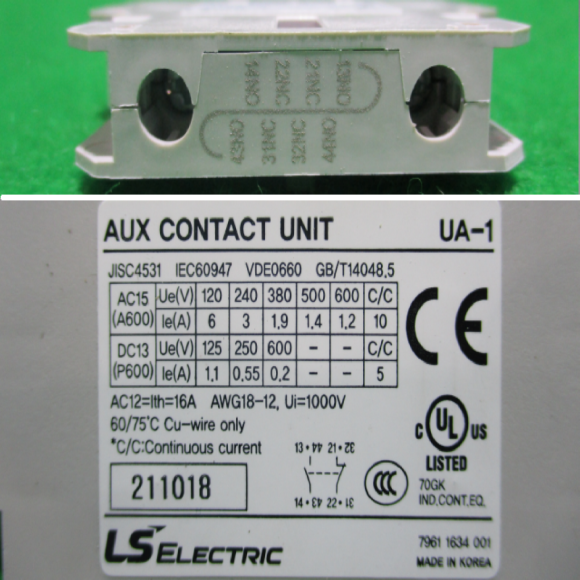 14NO 22NC 21NC 13NO
43NO 31NC 32NC 44NO
AUX CONTACT UNIT UA-1
JISC4531 IEC60947 VDE0660 GB/T14048.5
AC15 (A600) Ue(V) 120 240 380 500 600 C/C
Ie(A) 6 3 1.9 1.4 1.2 10
DC13 (P600) Ue(V) 125 250 600 – – C/C
Ie(A) 1.1 0.55 0.2 – – 5
CE
AC12=Ith=16A AWG18-12, Ui=1000V
60/75°C Cu-wire only
*C/C:Continuous current
C UL US
LISTED
13 • 44 21 • 32
14 • 43 22 • 31
211018
CCC
70GK
IND.CONT.EQ.
LS ELECTRIC
7961 1634 001
MADE IN KOREA